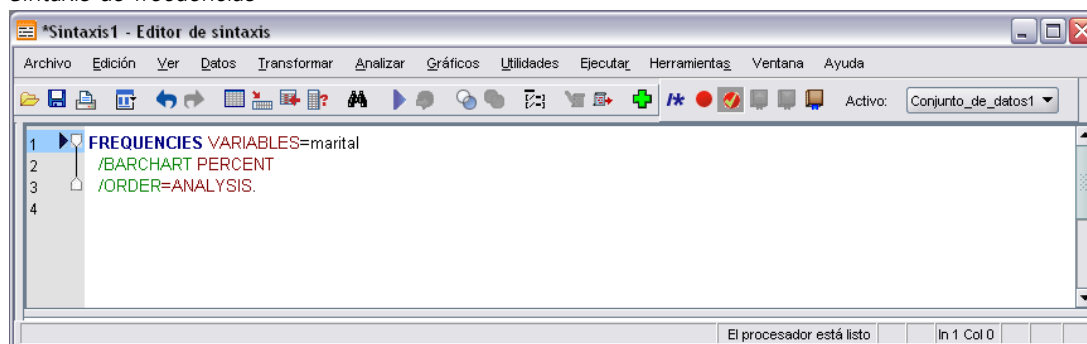 Sintaxis de frecuencias
*Sintaxis1 - Editor de sintaxis
Archivo Edición Ver Datos Transformar Analizar Gráficos Utilidades Ejecutar Herramientas Ventana Ayuda
Activo: Conjunto_de_datos1
1 FREQUENCIES VARIABLES=marital
2 /BARCHART PERCENT
3 /ORDER=ANALYSIS.
4
El procesador está listo In 1 Col 0